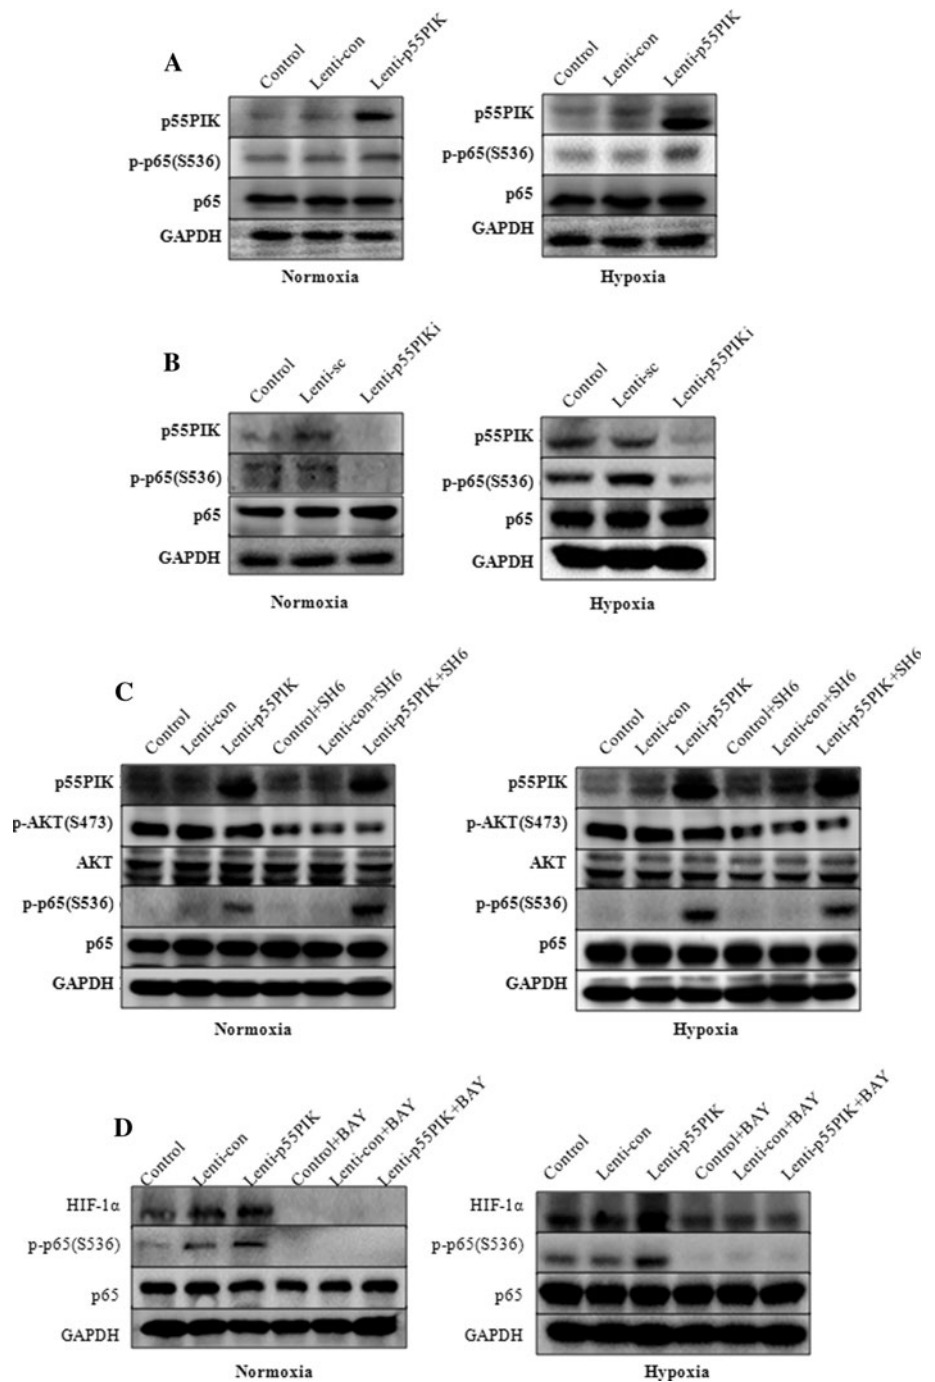 A
Control Lenti-con Lenti-p55PIK
p55PIK
p-p65(S536)
p65
GAPDH
Normoxia
Control Lenti-con Lenti-p55PIK
p55PIK
p-p65(S536)
p65
GAPDH
Hypoxia
B
Control Lenti-sc Lenti-p55PIKi
p55PIK
p-p65(S536)
p65
GAPDH
Normoxia
Control Lenti-sc Lenti-p55PIKi
p55PIK
p-p65(S536)
p65
GAPDH
Hypoxia
C
Control Lenti-con Lenti-p55PIK Control+SH6 Lenti-con+SH6 Lenti-p55PIK+SH6
p55PIK
p-AKT(S473)
AKT
p-p65(S536)
p65
GAPDH
Normoxia
Control Lenti-con Lenti-p55PIK Control+SH6 Lenti-con+SH6 Lenti-p55PIK+SH6
p55PIK
p-AKT(S473)
AKT
p-p65(S536)
p65
GAPDH
Hypoxia
D
Control Lenti-con Lenti-p55PIK Control+BAY Lenti-con+BAY Lenti-p55PIK+BAY
HIF-1α
p-p65(S536)
p65
GAPDH
Normoxia
Control Lenti-con Lenti-p55PIK Control+BAY Lenti-con+BAY Lenti-p55PIK+BAY
HIF-1α
p-p65(S536)
p65
GAPDH
Hypoxia